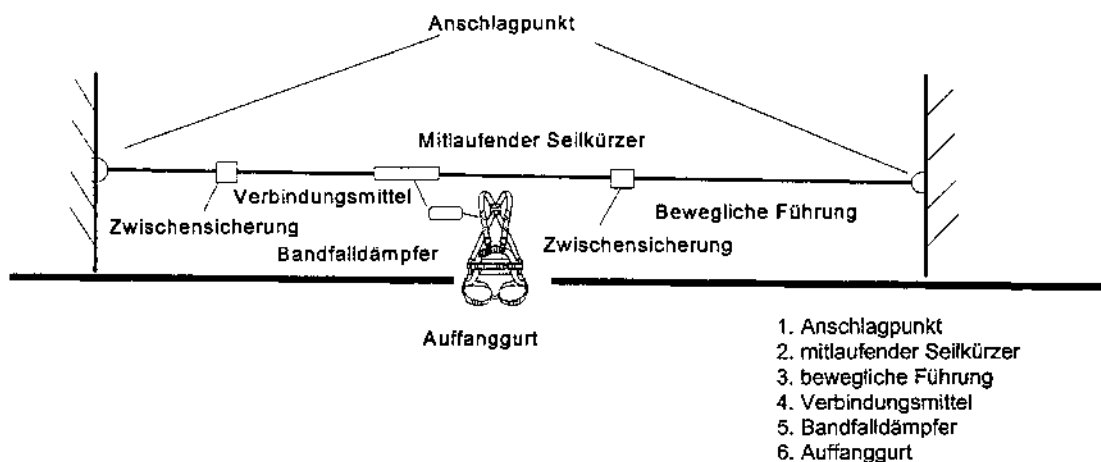 Anschlagpunkt
Mitlaufender Seilkürzer
Verbindungsmittel
Bewegliche Führung
Zwischensicherung
Zwischensicherung
Bandfalldämpfer
Auffanggurt
1. Anschlagpunkt
2. mitlaufender Seilkürzer
3. bewegliche Führung
4. Verbindungsmittel
5. Bandfalldämpfer
6. Auffanggurt